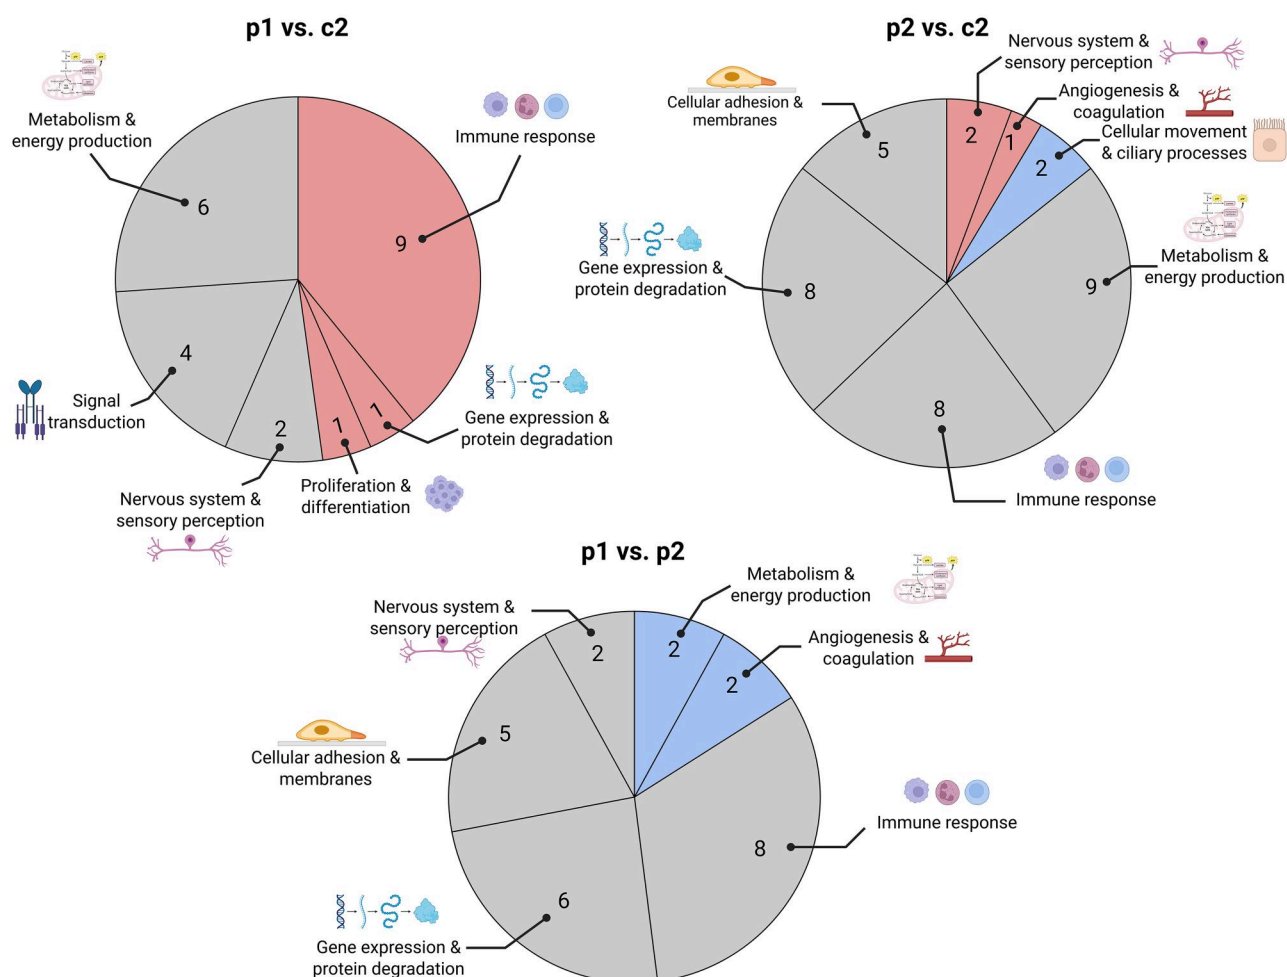 p1 vs. c2
Metabolism &
energy production
6
Immune response
9
4
Signal
transduction
2
1
1
Gene expression &
protein degradation
Nervous system &
sensory perception
Proliferation &
differentiation
p2 vs. c2
Nervous system &
sensory perception
Cellular adhesion &
membranes
Angiogenesis &
coagulation
Cellular movement
& ciliary processes
5
2
1
2
Gene expression &
protein degradation
8
Metabolism &
energy production
9
8
Immune response
p1 vs. p2
Metabolism &
energy production
Nervous system &
sensory perception
Angiogenesis &
coagulation
2
2
2
5
Cellular adhesion &
membranes
Immune response
8
6
Gene expression &
protein degradation